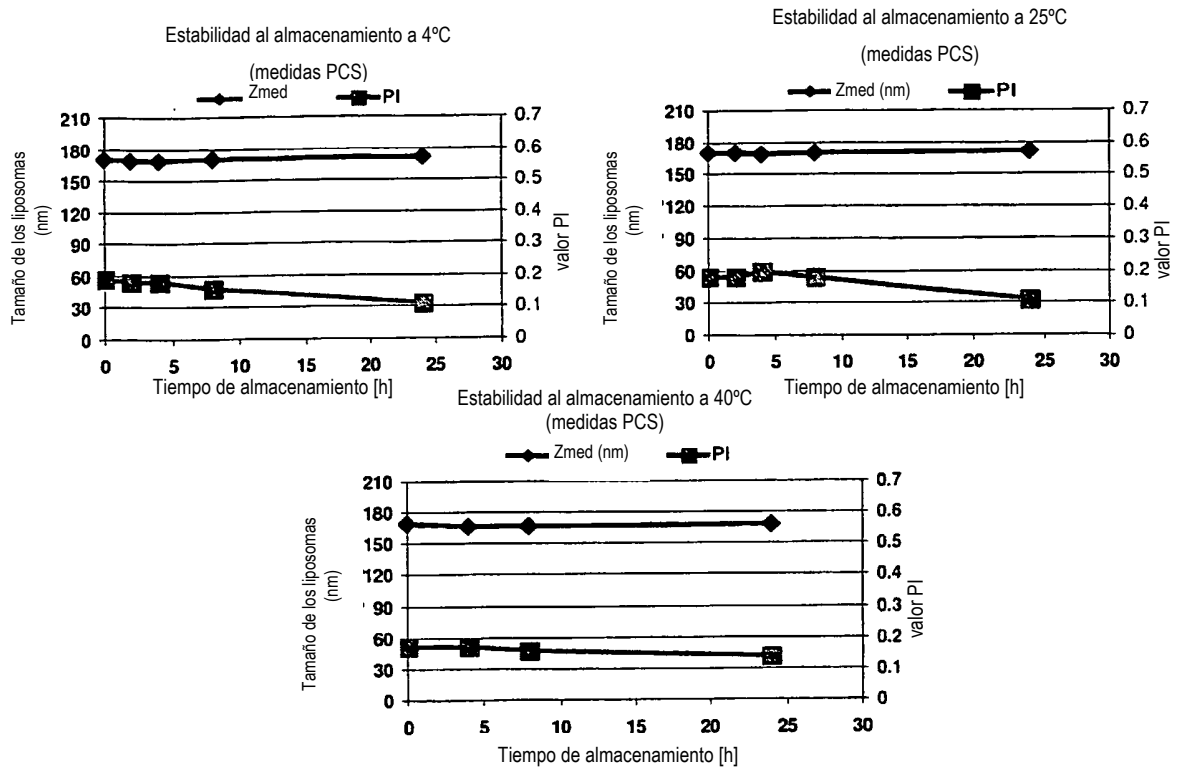 Estabilidad al almacenamiento a 4ºC
(medidas PCS)
Zmed PI
210
180
150
120
90
60
30
0
0.7
0.6
0.5
0.4
0.3
0.2
0.1
0
Tamaño de los liposomas
(nm)
valor PI
0 5 10 15 20 25 30
Tiempo de almacenamiento [h]
Estabilidad al almacenamiento a 25ºC
(medidas PCS)
Zmed (nm) PI
210
180
150
120
90
60
30
0
0.7
0.6
0.5
0.4
0.3
0.2
0.1
0
Tamaño de los liposomas
(nm)
valor PI
0 5 10 15 20 25 30
Tiempo de almacenamiento [h]
Estabilidad al almacenamiento a 40ºC
(medidas PCS)
Zmed (nm) PI
210
180
150
120
90
60
30
0
0.7
0.6
0.5
0.4
0.3
0.2
0.1
0
Tamaño de los liposomas
(nm)
valor PI
0 5 10 15 20 25 30
Tiempo de almacenamiento [h]